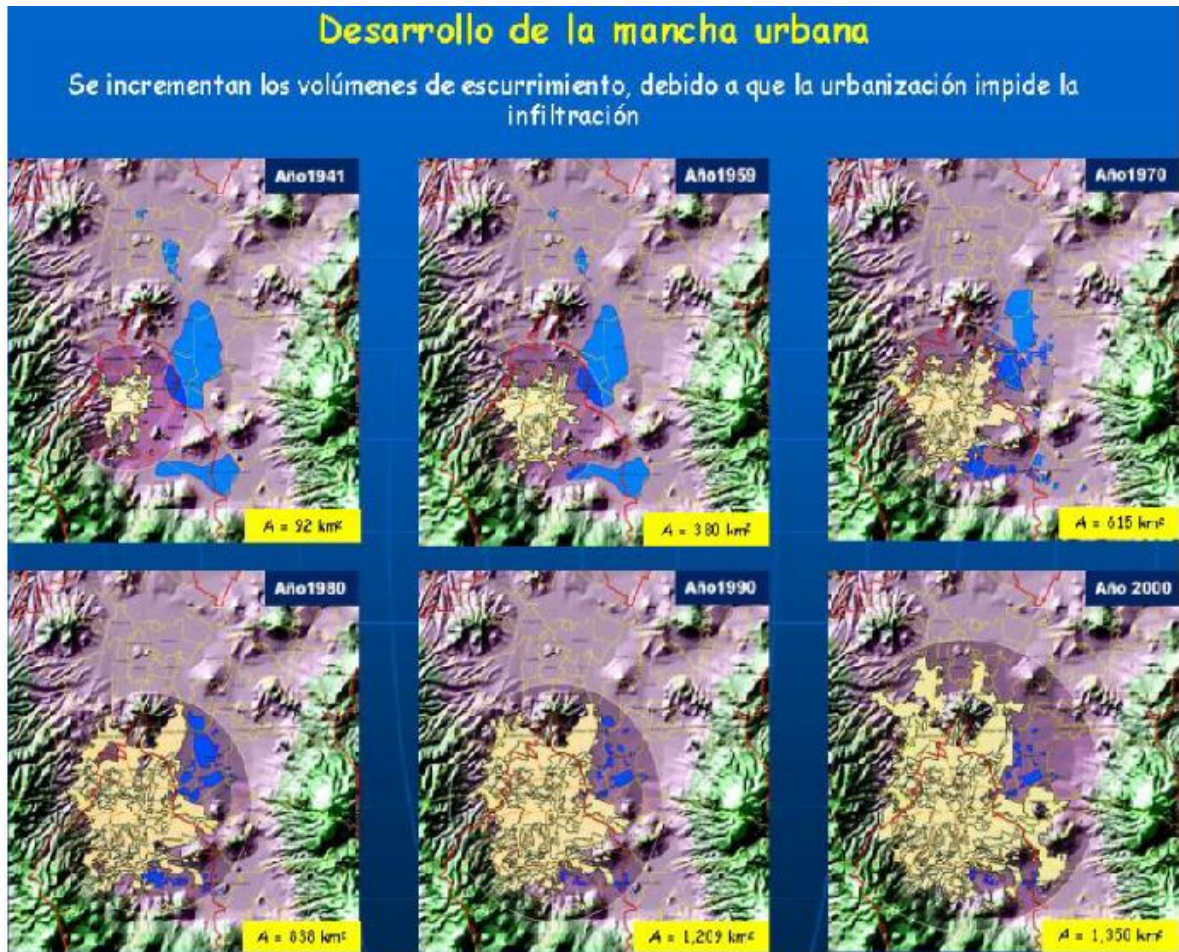 Desarrollo de la mancha urbana
Se incrementan los volúmenes de escurrimiento, debido a que la urbanización impide la
infiltración
Año1941
Año1959
Año1970
A = 92 km²
A = 380 km²
A = 615 km²
Año1980
Año1990
Año 2000
A = 838 km²
A = 1,209 km²
A = 1,350 km²